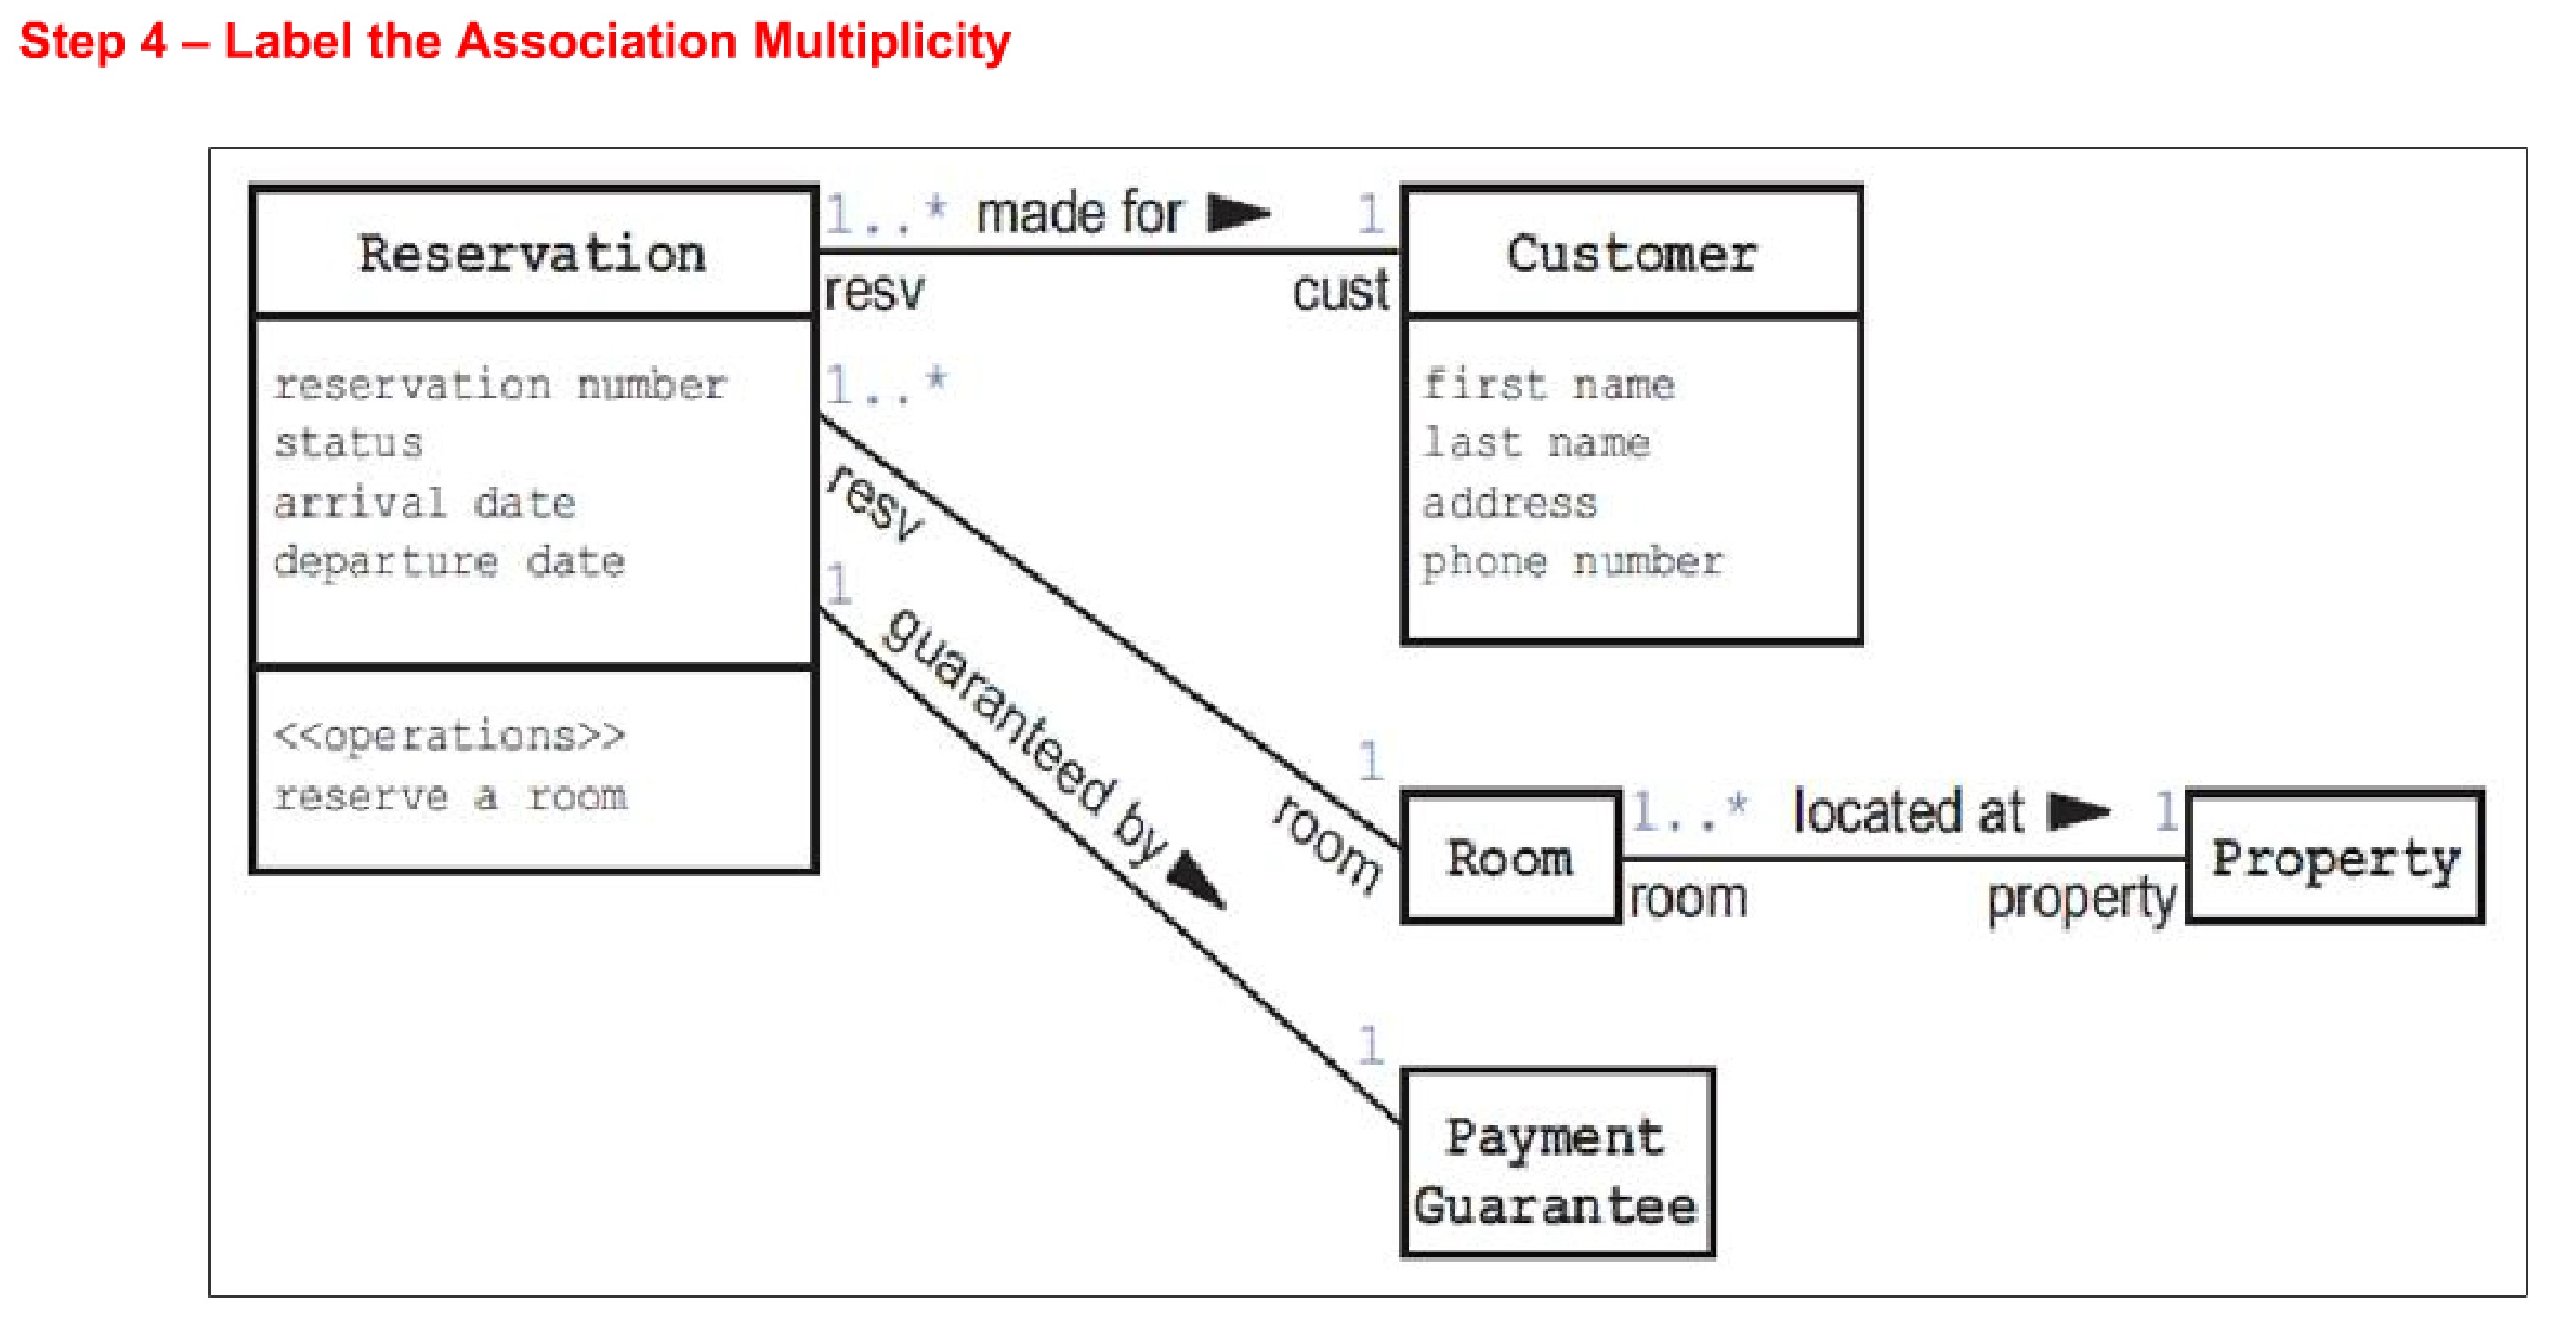 Step 4 – Label the Association Multiplicity
1..* made for 1
Reservation
Customer
resv
cust
reservation number
status
arrival date
departure date
1..*
first name
last name
address
phone number
resv
1
guaranteed by
<<operations>>
reserve a room
1
room
Room
1..* located at 1
Property
room
property
1
Payment
Guarantee